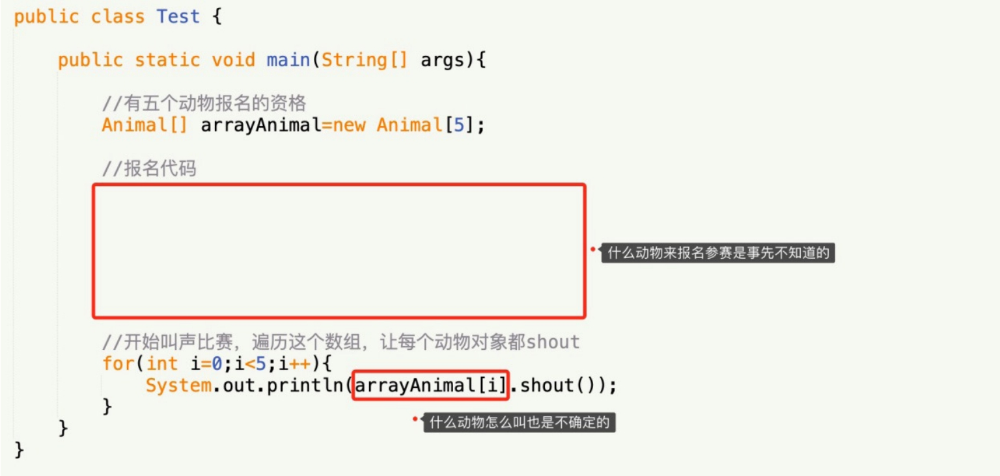 public class Test {
public static void main(String[] args){
//有五个动物报名的资格
Animal[] arrayAnimal=new Animal[5];
//报名代码
什么动物来报名参赛是事先不知道的
//开始叫声比赛，遍历这个数组，让每个动物对象都shout
for(int i=0;i<5;i++){
System.out.println(arrayAnimal[i].shout());
}
什么动物怎么叫也是不确定的
}
}